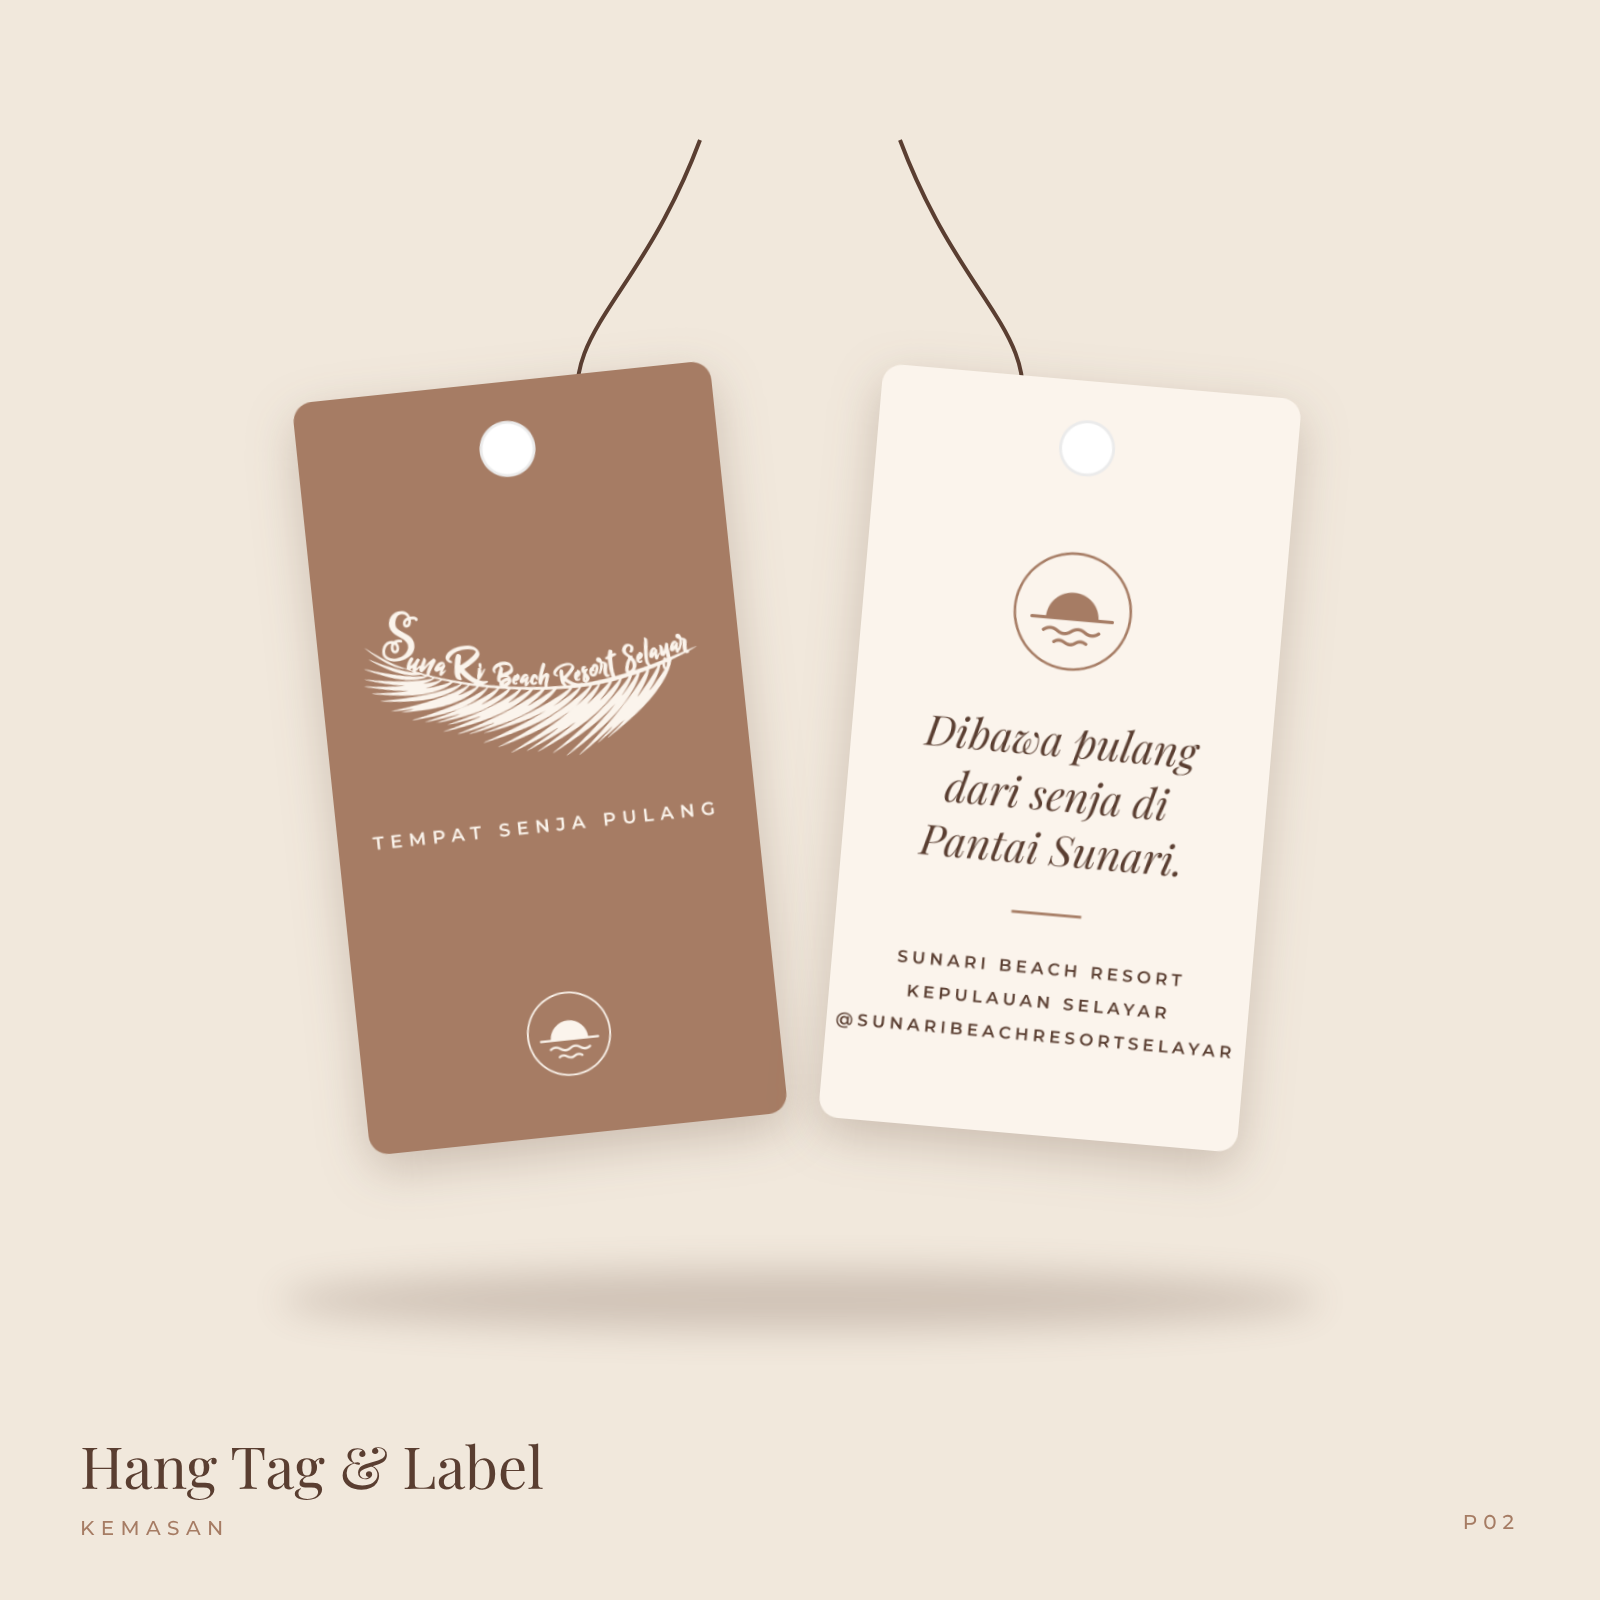 SunaRi Beach Resort Selayar
TEMPAT SENJA PULANG
Dibawa pulang
dari senja di
Pantai Sunari.
SUNARI BEACH RESORT
KEPULAUAN SELAYAR
@SUNARIBEACHRESORTSELAYAR
Hang Tag & Label
KEMASAN
P02